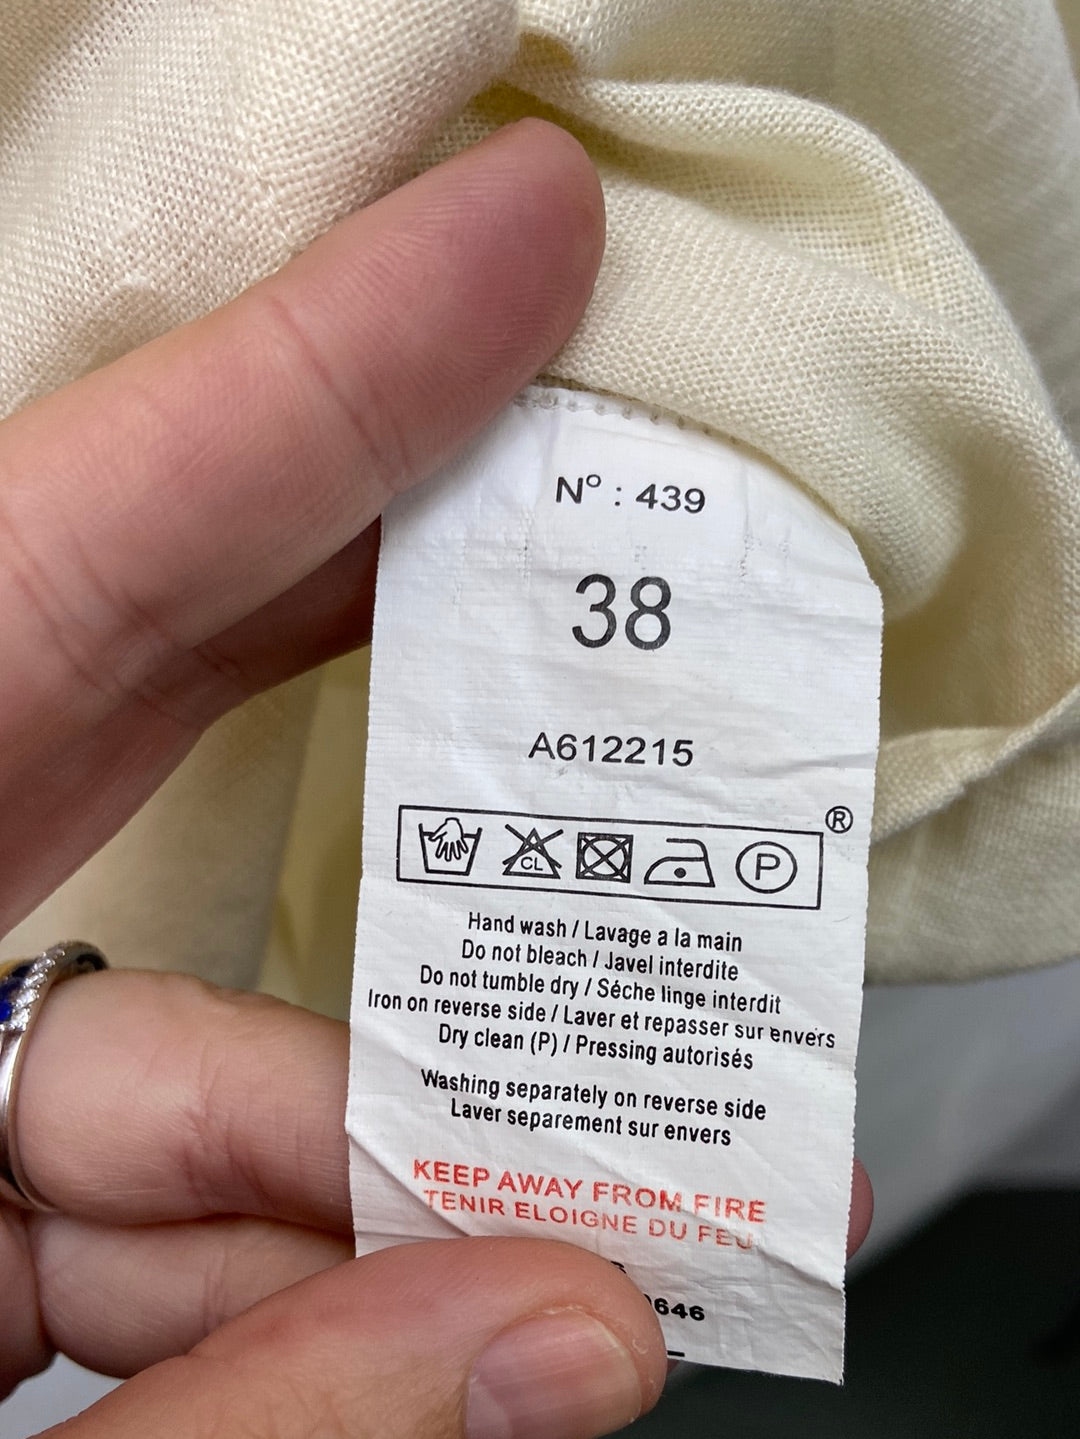 N° : 439
38
A612215
®
CL P
Hand wash / Lavage a la main
Do not bleach / Javel interdite
Do not tumble dry / Séche linge interdit
Iron on reverse side / Laver et repasser sur envers
Dry clean (P) / Pressing autorisés
Washing separately on reverse side
Laver separement sur envers
KEEP AWAY FROM FIRE
TENIR ELOIGNE DU FEU
646